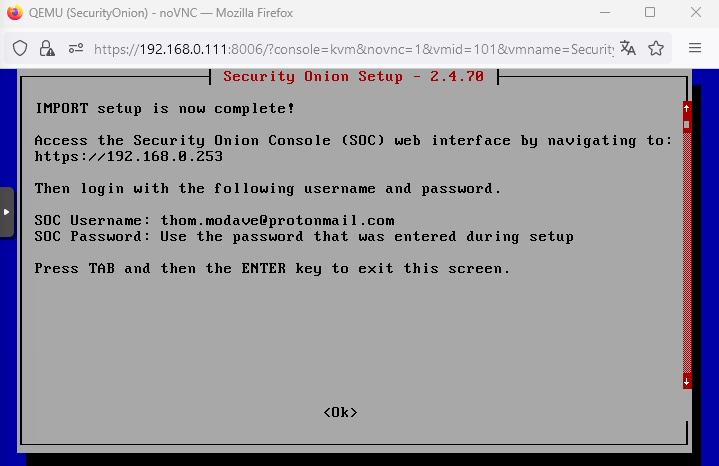 QEMU (SecurityOnion) - noVNC — Mozilla Firefox
https://192.168.0.111:8006/?console=kvm&novnc=1&vmid=101&vmname=Securit
Security Onion Setup - 2.4.70
IMPORT setup is now complete!
Access the Security Onion Console (SOC) web interface by navigating to:
https://192.168.0.253
Then login with the following username and password.
SOC Username: thom.modave@protonmail.com
SOC Password: Use the password that was entered during setup
Press TAB and then the ENTER key to exit this screen.
<Ok>